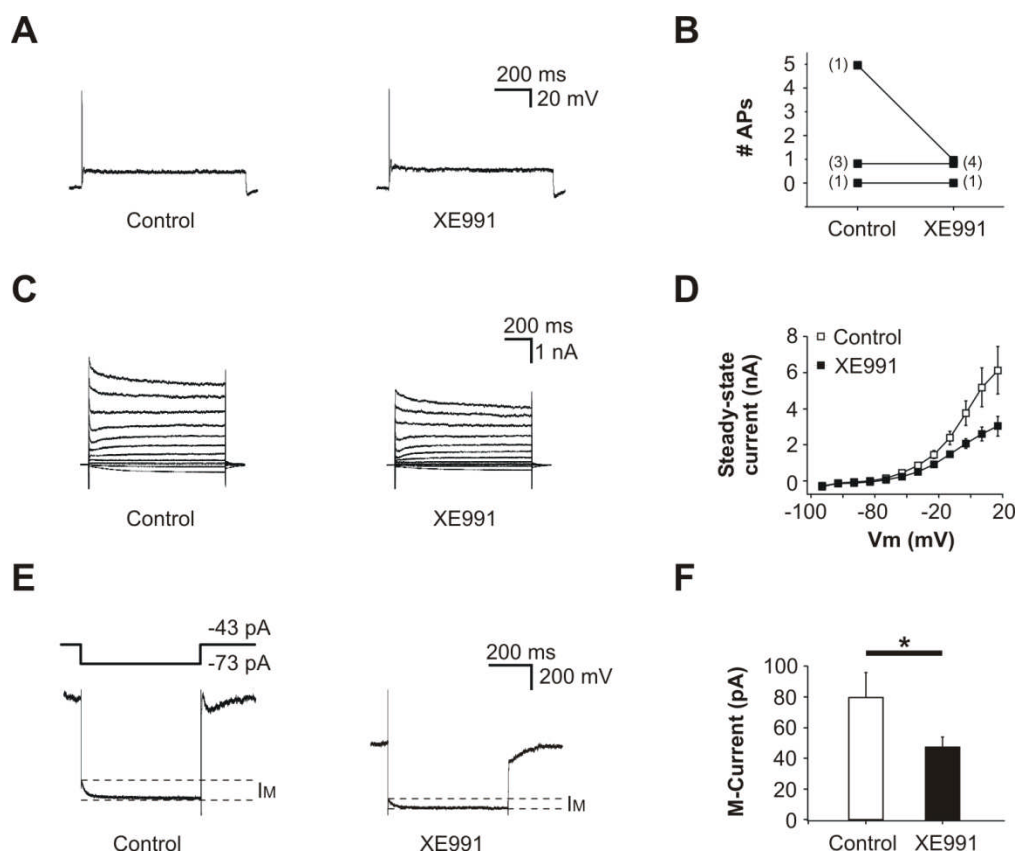 A
200 ms
20 mV
Control
XE991
B
# APs
5
4
3
2
1
0
(1)
(3)
(1)
(4)
(1)
Control
XE991
C
200 ms
1 nA
Control
XE991
D
Steady-state
current (nA)
8
6
4
2
0
Control
XE991
-100
-80
-20
20
Vm (mV)
E
-43 pA
-73 pA
IM
Control
200 ms
200 mV
IM
XE991
F
M-Current (pA)
100
80
60
40
20
0
*
Control
XE991